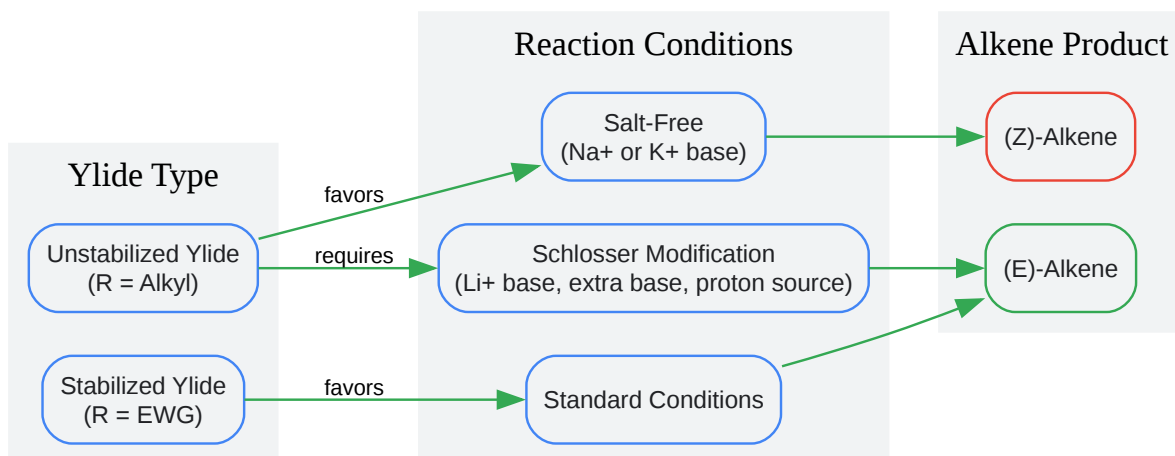 Reaction Conditions
Alkene Product
Ylide Type
Salt-Free
(Na+ or K+ base)
(Z)-Alkene
favors
Unstabilized Ylide
(R = Alkyl)
requires
Schlosser Modification
(Li+ base, extra base, proton source)
(E)-Alkene
Stabilized Ylide
(R = EWG)
favors
Standard Conditions